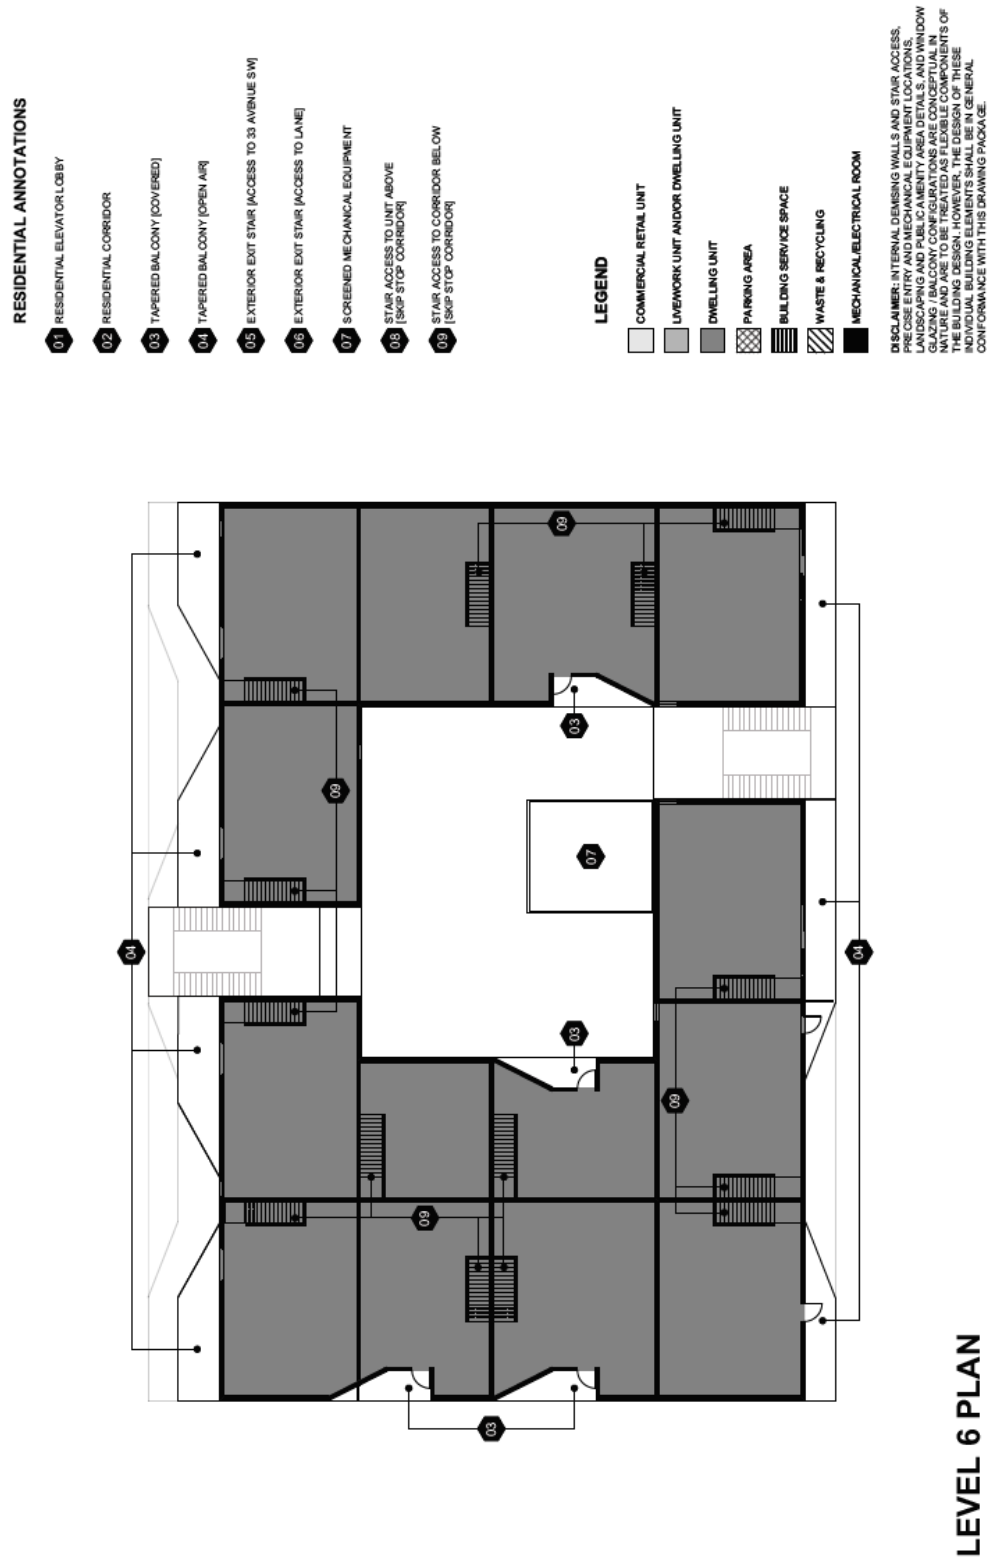 RESIDENTIAL ANNOTATIONS
01 RESIDENTIAL ELEVATOR LOBBY
02 RESIDENTIAL CORRIDOR
03 TAPERED BALCONY [COVERED]
04 TAPERED BALCONY [OPEN AIR]
05 EXTERIOR EXIT STAIR [ACCESS TO 33 AVENUE SW]
06 EXTERIOR EXIT STAIR [ACCESS TO LANE]
07 SCREENED MECHANICAL EQUIPMENT
08 STAIR ACCESS TO UNIT ABOVE
[SKIP STOP CORRIDOR]
09 STAIR ACCESS TO CORRIDOR BELOW
[SKIP STOP CORRIDOR]
LEGEND
COMMERCIAL RETAIL UNIT
LIVE/WORK UNIT AND/OR DWELLING UNIT
DWELLING UNIT
PARKING AREA
BUILDING SERVICE SPACE
WASTE & RECYCLING
MECHANICAL/ELECTRICAL ROOM
DISCLAIMER: INTERNAL DEMISING WALLS AND STAIR ACCESS,
PRECISE ENTRY AND MECHANICAL EQUIPMENT LOCATIONS,
LANDSCAPING AND PUBLIC AMENITY AREA DETAILS, AND WINDOW
GLAZING / BALCONY CONFIGURATIONS ARE CONCEPTUAL IN
NATURE AND ARE TO BE TREATED AS FLEXIBLE COMPONENTS OF
THE BUILDING DESIGN. HOWEVER, THE DESIGN OF THESE
INDIVIDUAL BUILDING ELEMENTS SHALL BE IN GENERAL
CONFORMANCE WITH THIS DRAWING PACKAGE.
04
09
09
03
09
07
03
09
03
04
LEVEL 6 PLAN